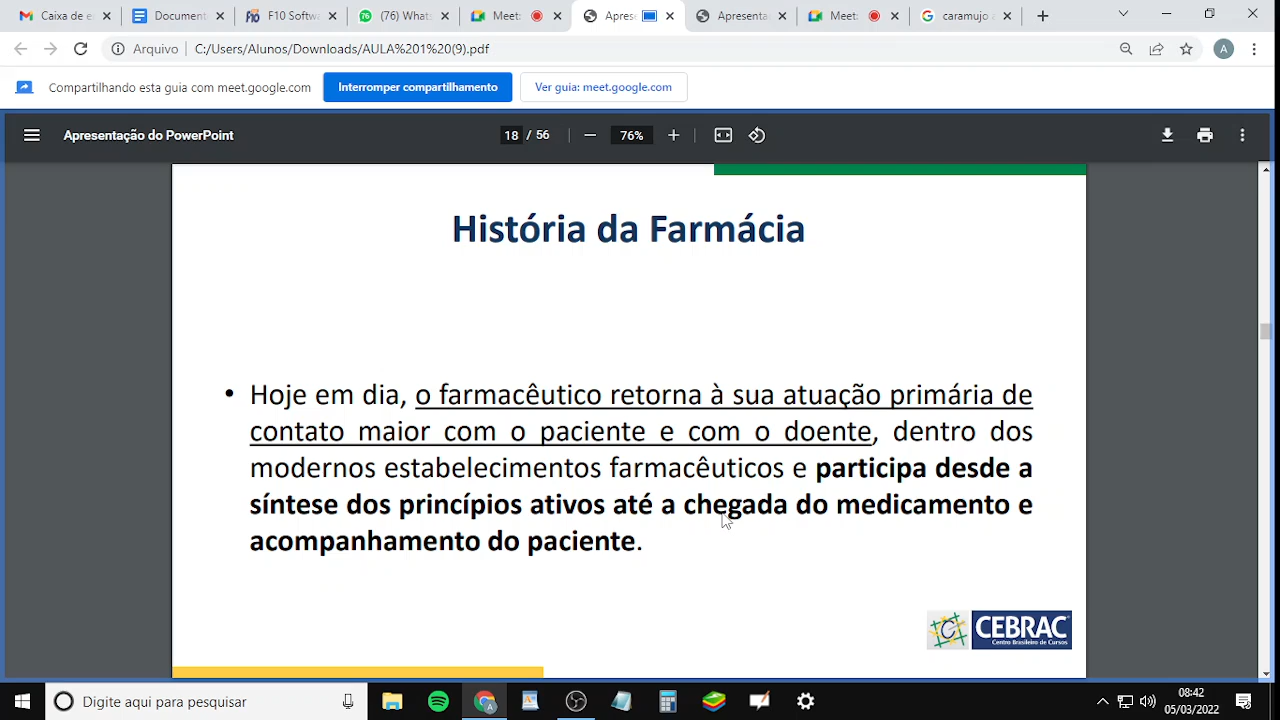 Caixa de e
Document
F10 Softwa
(76) Whats
Meet:
Apres
Apresenta
Meet:
caramujo
Arquivo
C:/Users/Alunos/Downloads/AULA%201%20(9).pdf
A
Compartilhando esta guia com meet.google.com
Interromper compartilhamento
Ver guia: meet.google.com
Apresentação do PowerPoint
18 / 56
76%
História da Farmácia
• Hoje em dia, o farmacêutico retorna à sua atuação primária de
contato maior com o paciente e com o doente, dentro dos
modernos estabelecimentos farmacêuticos e participa desde a
síntese dos princípios ativos até a chegada do medicamento e
acompanhamento do paciente.
CEBRAC
Centro Brasileiro de Cursos
Digite aqui para pesquisar
08:42
05/03/2022